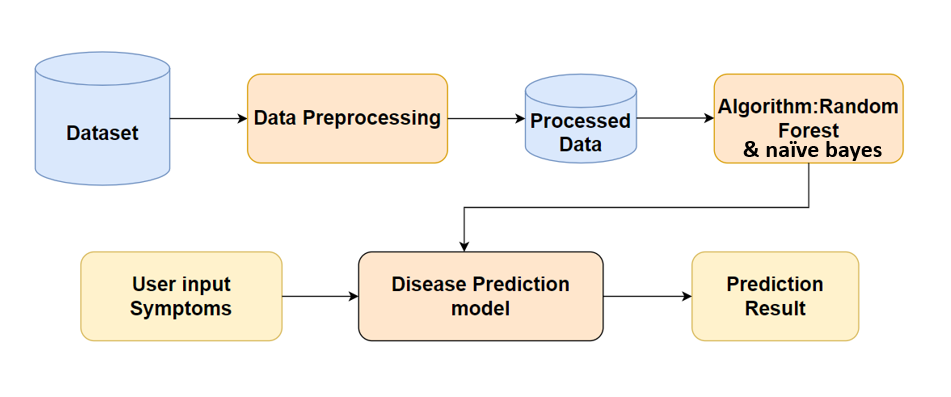 Dataset
Data Preprocessing
Processed
Data
Algorithm:Random
Forest
& naïve bayes
User input
Symptoms
Disease Prediction
model
Prediction
Result